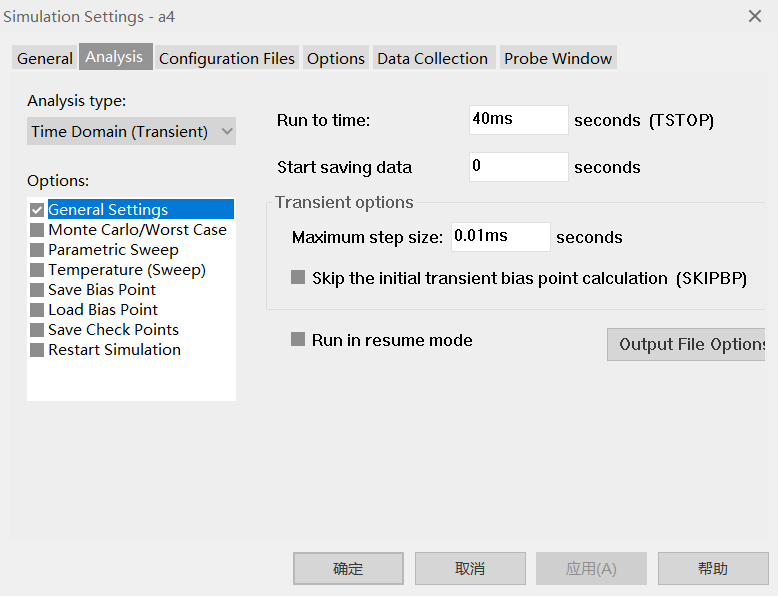 Simulation Settings - a4
General Analysis Configuration Files Options Data Collection Probe Window
Analysis type:
Time Domain (Transient)
Options:
General Settings
Monte Carlo/Worst Case
Parametric Sweep
Temperature (Sweep)
Save Bias Point
Load Bias Point
Save Check Points
Restart Simulation
Run to time: 40ms seconds (TSTOP)
Start saving data 0 seconds
Transient options
Maximum step size: 0.01ms seconds
Skip the initial transient bias point calculation (SKIPBP)
Run in resume mode
Output File Options
确定 取消 应用(A) 帮助